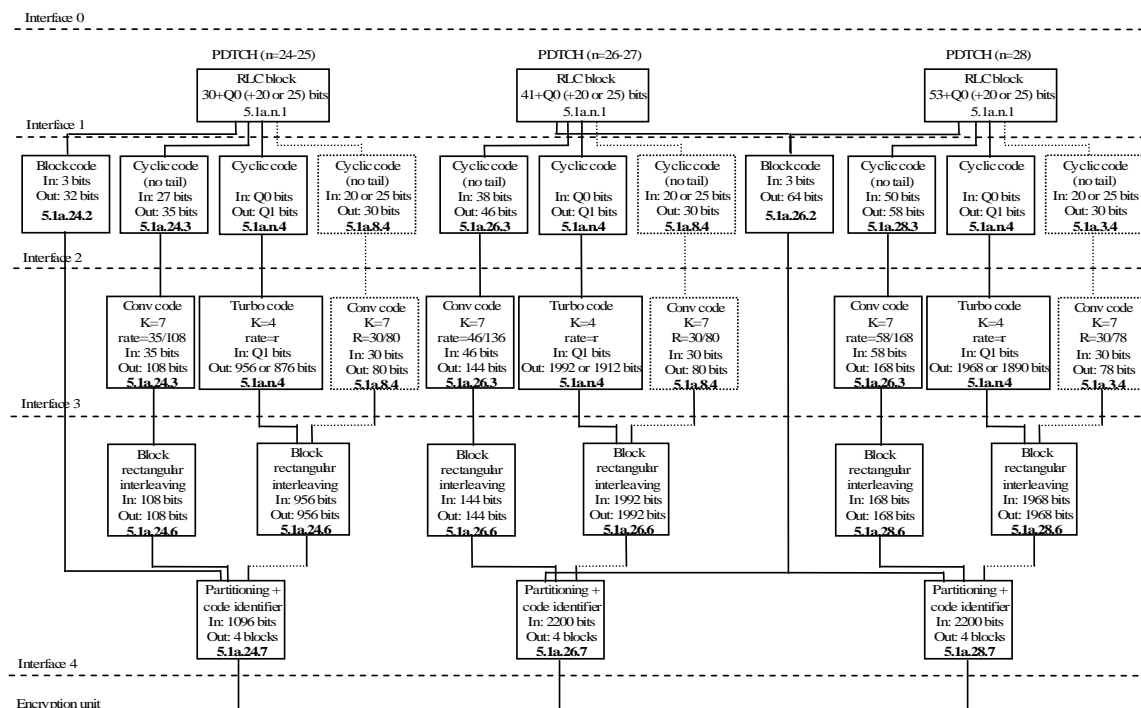 Interface 0
PDTCH (n=24-25)
PDTCH (n=26-27)
PDTCH (n=28)
RLC block
30+Q0 (+20 or 25) bits
5.1a.n.1
RLC block
41+Q0 (+20 or 25) bits
5.1a.n.1
RLC block
53+Q0 (+20 or 25) bits
5.1a.n.1
Interface 1
Block code
In: 3 bits
Out: 32 bits
5.1a.24.2
Cyclic code
(no tail)
In: 27 bits
Out: 35 bits
5.1a.24.3
Cyclic code
In: Q0 bits
Out: Q1 bits
5.1a.n.4
Cyclic code
(no tail)
In: 20 or 25 bits
Out: 30 bits
5.1a.8.4
Cyclic code
(no tail)
In: 38 bits
Out: 46 bits
5.1a.26.3
Cyclic code
In: Q0 bits
Out: Q1 bits
5.1a.n.4
Cyclic code
(no tail)
In: 20 or 25 bits
Out: 30 bits
5.1a.8.4
Block code
In: 3 bits
Out: 64 bits
5.1a.26.2
Cyclic code
(no tail)
In: 50 bits
Out: 58 bits
5.1a.28.3
Cyclic code
In: Q0 bits
Out: Q1 bits
5.1a.n.4
Cyclic code
(no tail)
In: 20 or 25 bits
Out: 30 bits
5.1a.3.4
Interface 2
Conv code
K=7
rate=35/108
In: 35 bits
Out: 108 bits
5.1a.24.3
Turbo code
K=4
rate=r
In: Q1 bits
Out: 956 or 876 bits
5.1a.n.4
Conv code
K=7
R=30/80
In: 30 bits
Out: 80 bits
5.1a.8.4
Conv code
K=7
rate=46/136
In: 46 bits
Out: 144 bits
5.1a.26.3
Turbo code
K=4
rate=r
In: Q1 bits
Out: 1992 or 1912 bits
5.1a.n.4
Conv code
K=7
R=30/80
In: 30 bits
Out: 80 bits
5.1a.8.4
Conv code
K=7
rate=58/168
In: 58 bits
Out: 168 bits
5.1a.26.3
Turbo code
K=4
rate=r
In: Q1 bits
Out: 1968 or 1890 bits
5.1a.n.4
Conv code
K=7
R=30/78
In: 30 bits
Out: 78 bits
5.1a.3.4
Interface 3
Block
rectangular
interleaving
In: 108 bits
Out: 108 bits
5.1a.24.6
Block
rectangular
interleaving
In: 956 bits
Out: 956 bits
5.1a.24.6
Block
rectangular
interleaving
In: 144 bits
Out: 144 bits
5.1a.26.6
Block
rectangular
interleaving
In: 1992 bits
Out: 1992 bits
5.1a.26.6
Block
rectangular
interleaving
In: 168 bits
Out: 168 bits
5.1a.28.6
Block
rectangular
interleaving
In: 1968 bits
Out: 1968 bits
5.1a.28.6
Partitioning +
code identifier
In: 1096 bits
Out: 4 blocks
5.1a.24.7
Partitioning +
code identifier
In: 2200 bits
Out: 4 blocks
5.1a.26.7
Partitioning +
code identifier
In: 2200 bits
Out: 4 blocks
5.1a.28.7
Interface 4
Encryption unit